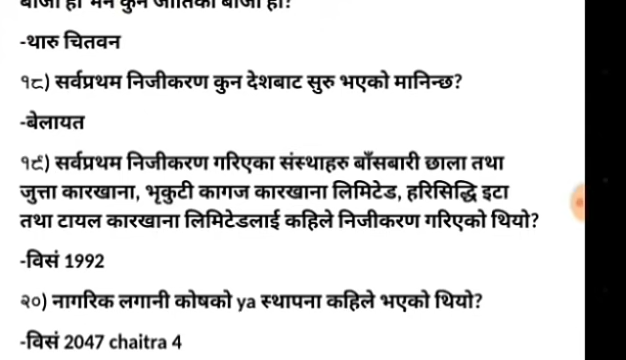 बाजा हो भने कुन जातिको बाजा हो?
-थारु चितवन
१८) सर्वप्रथम निजीकरण कुन देशबाट सुरु भएको मानिन्छ?
-बेलायत
१९) सर्वप्रथम निजीकरण गरिएका संस्थाहरु बाँसबारी छाला तथा
जुत्ता कारखाना, भृकुटी कागज कारखाना लिमिटेड, हरिसिद्धि इटा
तथा टायल कारखाना लिमिटेडलाई कहिले निजीकरण गरिएको थियो?
-विसं 1992
२०) नागरिक लगानी कोषको ya स्थापना कहिले भएको थियो?
-विसं 2047 chaitra 4